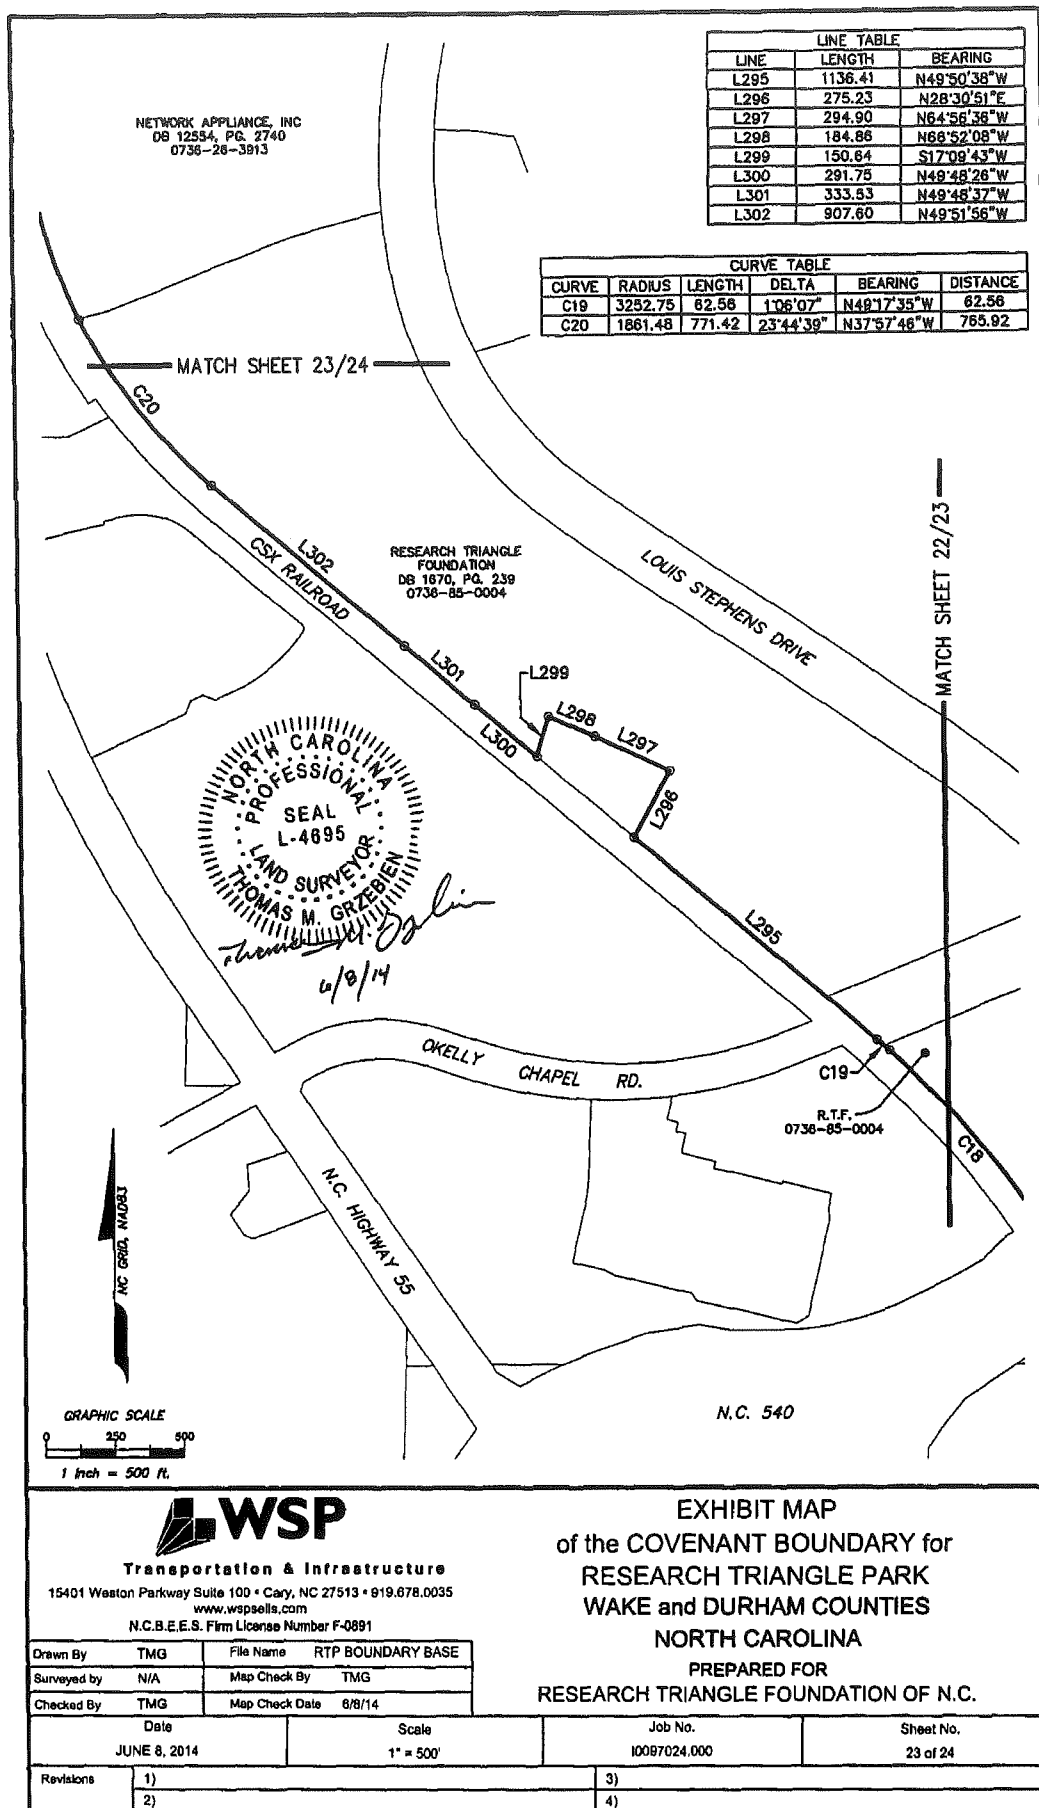 LINE TABLE
LINE LENGTH BEARING
L295 1136.41 N49°50'38"W
L296 275.23 N28°30'51"E
L297 294.90 N64°56'36"W
L298 184.86 N66°52'08"W
L299 150.64 S17°09'43"W
L300 291.75 N49°48'26"W
L301 333.53 N49°48'37"W
L302 907.60 N49°51'56"W
NETWORK APPLIANCE, INC
DB 12554, PG. 2740
0736-26-3913
CURVE TABLE
CURVE RADIUS LENGTH DELTA BEARING DISTANCE
C19 3252.75 62.56 1°06'07" N49°17'35"W 62.56
C20 1861.48 771.42 23°44'39" N37°57'46"W 765.92
MATCH SHEET 23/24
C20
MATCH SHEET 22/23
L302
CSX RAILROAD
RESEARCH TRIANGLE
FOUNDATION
DB 1670, PG. 239
0736-85-0004
LOUIS STEPHENS DRIVE
L301
L299
L298
L297
L300
L296
NORTH CAROLINA
PROFESSIONAL
SEAL
L-4695
LAND SURVEYOR
THOMAS M. GRZEBIEN
6/8/14
L295
OKELLY CHAPEL RD.
C19
R.T.F.
0736-85-0004
C18
N.C. HIGHWAY 55
NC GRID, NAD83
N.C. 540
GRAPHIC SCALE
0 250 500
1 inch = 500 ft.
WSP
Transportation & Infrastructure
15401 Weston Parkway Suite 100 • Cary, NC 27513 • 919.678.0035
www.wspsells.com
N.C.B.E.E.S. Firm License Number F-0891
EXHIBIT MAP
of the COVENANT BOUNDARY for
RESEARCH TRIANGLE PARK
WAKE and DURHAM COUNTIES
NORTH CAROLINA
PREPARED FOR
RESEARCH TRIANGLE FOUNDATION OF N.C.
Drawn By TMG File Name RTP BOUNDARY BASE
Surveyed by N/A Map Check By TMG
Checked By TMG Map Check Date 6/8/14
Date Scale Job No. Sheet No.
JUNE 8, 2014 1" = 500' I0097024.000 23 of 24
Revisions 1) 3)
2) 4)